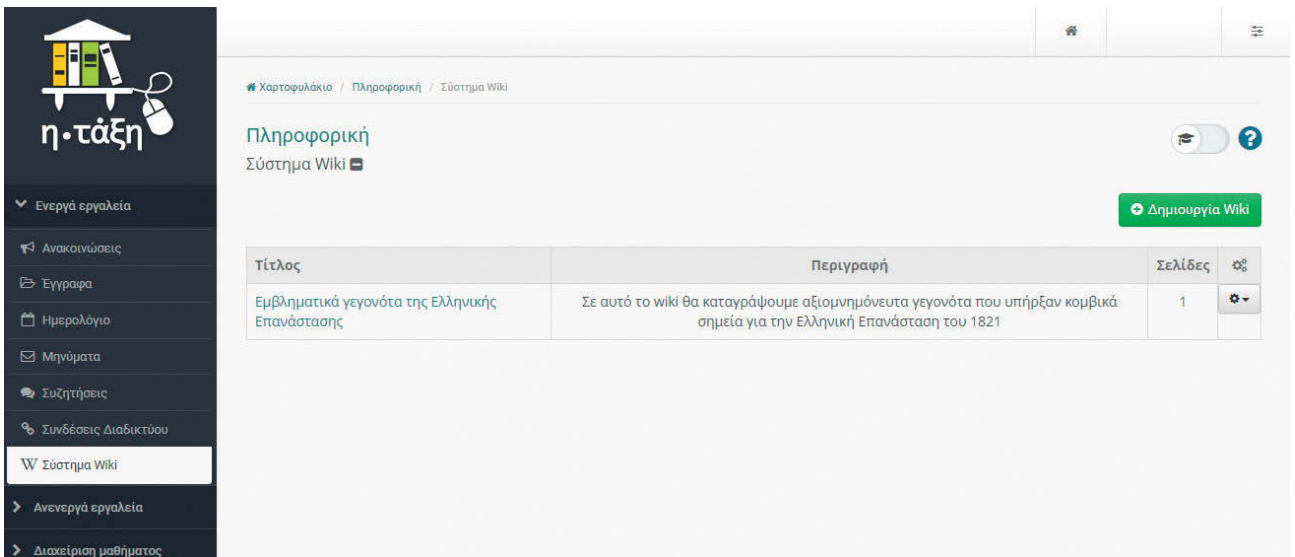 η•τάξη
Ενεργά εργαλεία
Ανακοινώσεις
Έγγραφα
Ημερολόγιο
Μηνύματα
Συζητήσεις
Συνδέσεις Διαδικτύου
W Σύστημα Wiki
Ανενεργά εργαλεία
Διαχείριση μαθήματος
Χαρτοφυλάκιο / Πληροφορική / Σύστημα Wiki
Πληροφορική
Σύστημα Wiki
Δημιουργία Wiki
Τίτλος Περιγραφή Σελίδες
Εμβληματικά γεγονότα της Ελληνικής
Επανάστασης
Σε αυτό το wiki θα καταγράψουμε αξιομνημόνευτα γεγονότα που υπήρξαν κομβικά
σημεία για την Ελληνική Επανάσταση του 1821
1